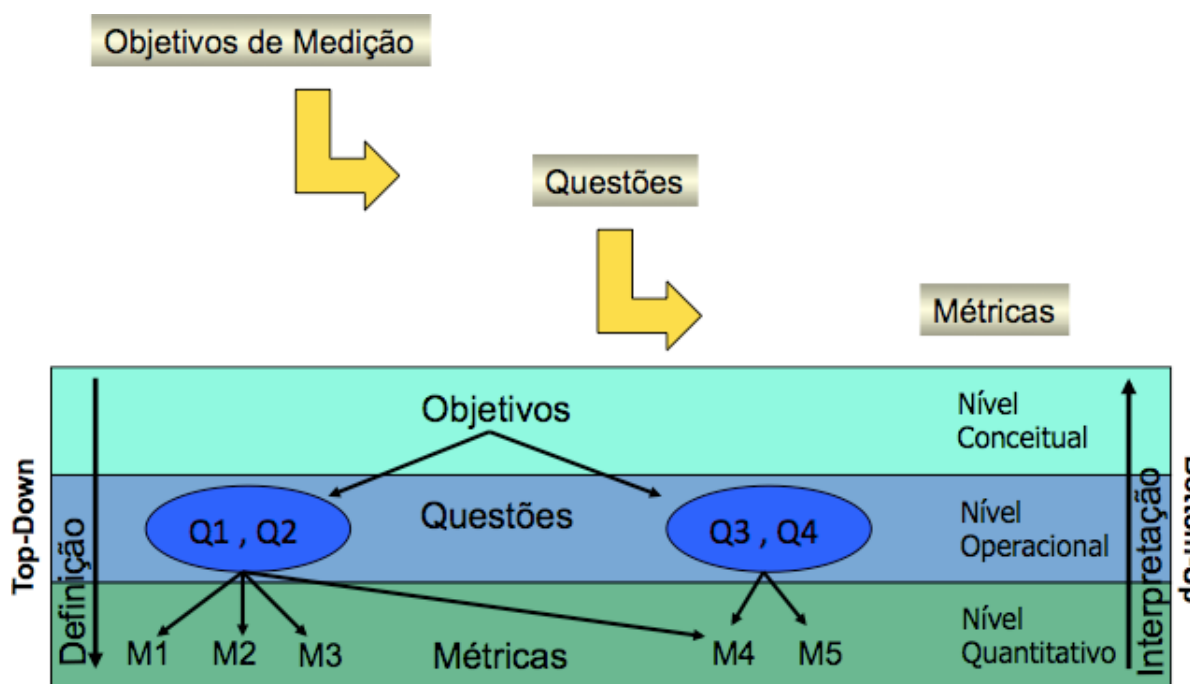 Objetivos de Medição
Questões
Métricas
Top-Down
Definição
Objetivos
Nível
Conceitual
Q1 , Q2
Questões
Q3 , Q4
Nível
Operacional
M1
M2
M3
Métricas
M4
M5
Nível
Quantitativo
Interpretação